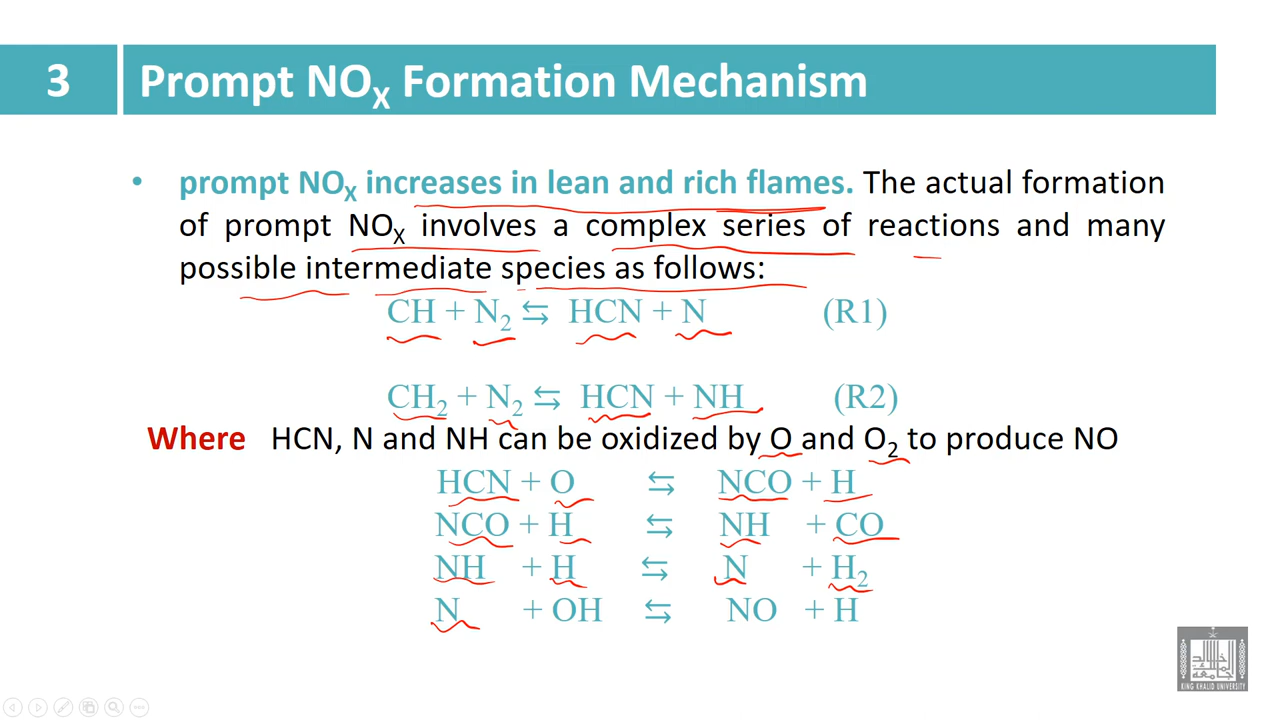 3
Prompt NOX Formation Mechanism
• prompt NOX increases in lean and rich flames. The actual formation
of prompt NOX involves a complex series of reactions and many
possible intermediate species as follows:
CH + N2 ⇆ HCN + N (R1)
CH2 + N2 ⇆ HCN + NH (R2)
Where HCN, N and NH can be oxidized by O and O2 to produce NO
HCN + O ⇆ NCO + H
NCO + H ⇆ NH + CO
NH + H ⇆ N + H2
N + OH ⇆ NO + H
KING KHALID UNIVERSITY